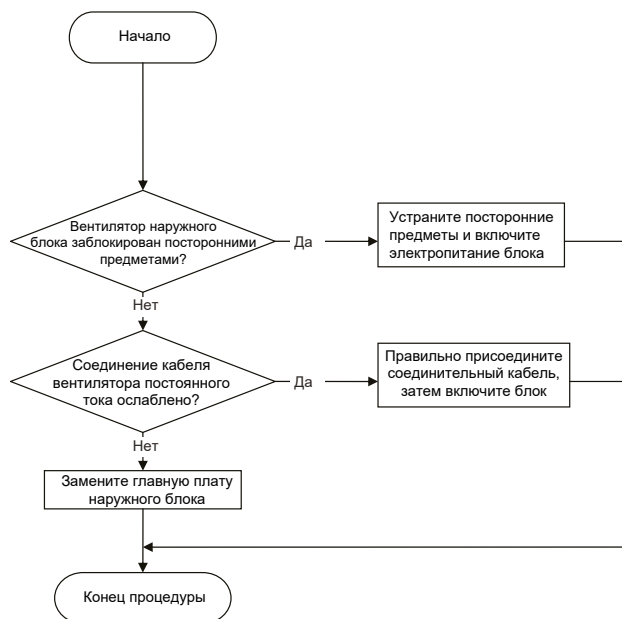 Начало
Вентилятор наружного
блока заблокирован посторонними
предметами?
Да
Устраните посторонние
предметы и включите
электропитание блока
Нет
Соединение кабеля
вентилятора постоянного
тока ослаблено?
Да
Правильно присоедините
соединительный кабель,
затем включите блок
Нет
Замените главную плату
наружного блока
Конец процедуры